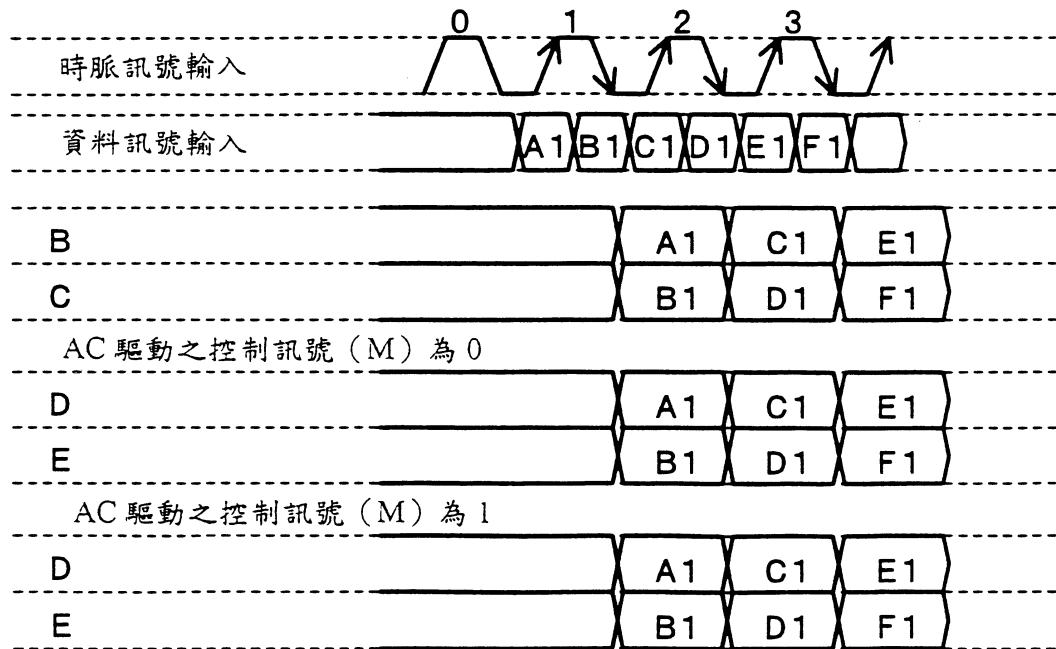 0 1 2 3
時脈訊號輸入
資料訊號輸入 A1 B1 C1 D1 E1 F1
B A1 C1 E1
C B1 D1 F1
AC 驅動之控制訊號（M）為 0
D A1 C1 E1
E B1 D1 F1
AC 驅動之控制訊號（M）為 1
D A1 C1 E1
E B1 D1 F1